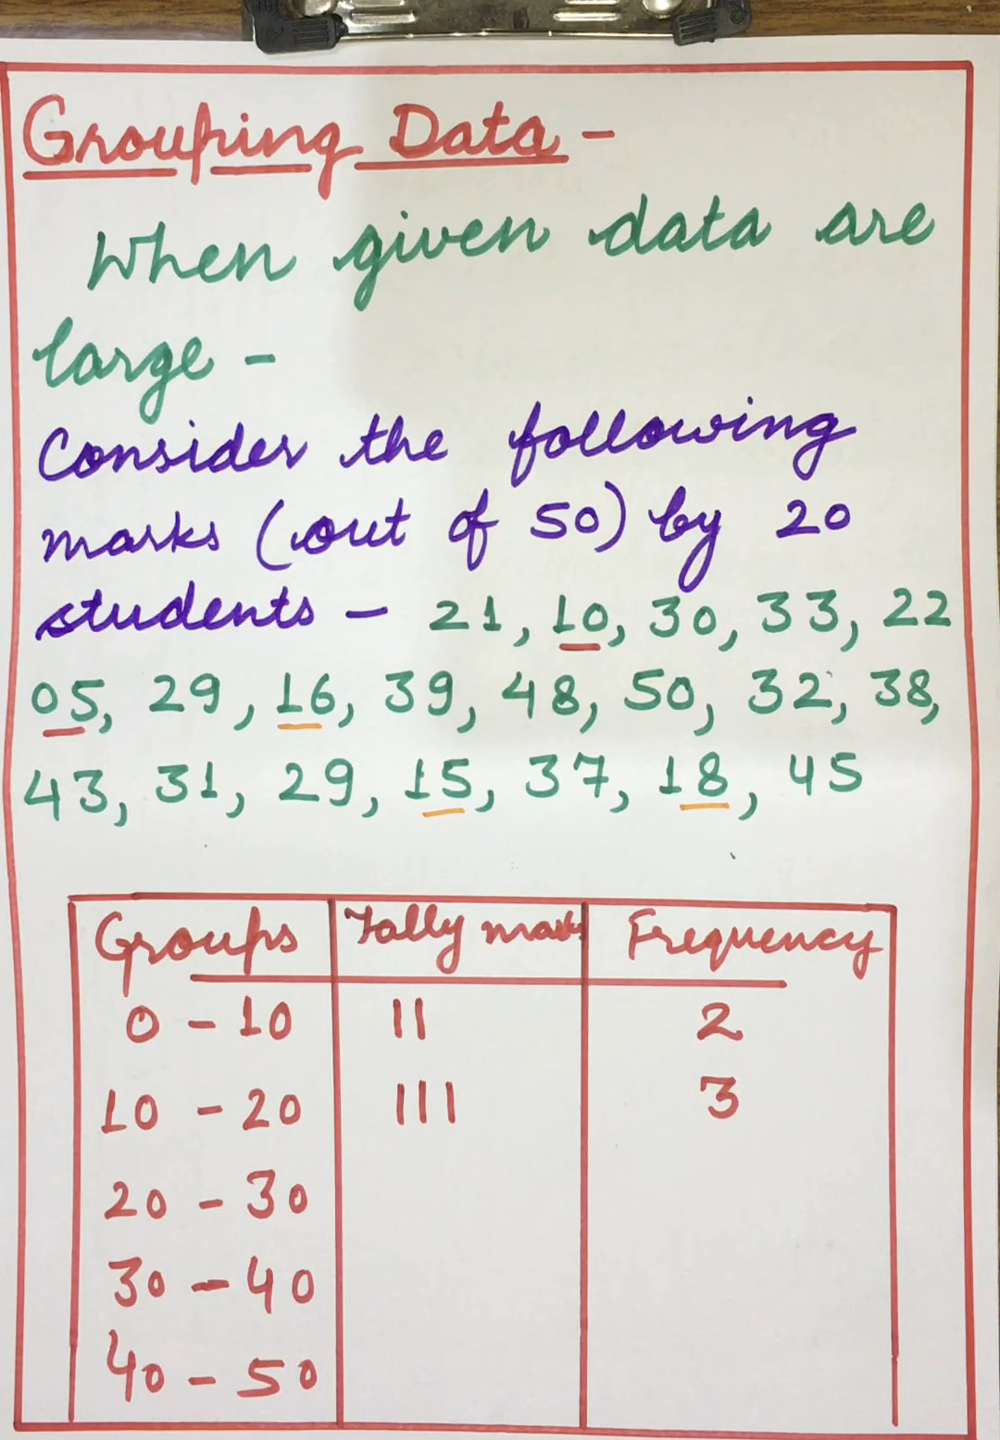 Grouping Data -
When given data are
large -
Consider the following
marks (out of 50) by 20
students - 21, 10, 30, 33, 22
05, 29, 16, 39, 48, 50, 32, 38,
43, 31, 29, 15, 37, 18, 45
Groups Tally marks Frequency
0 - 10 || 2
10 - 20 ||| 3
20 - 30
30 - 40
40 - 50